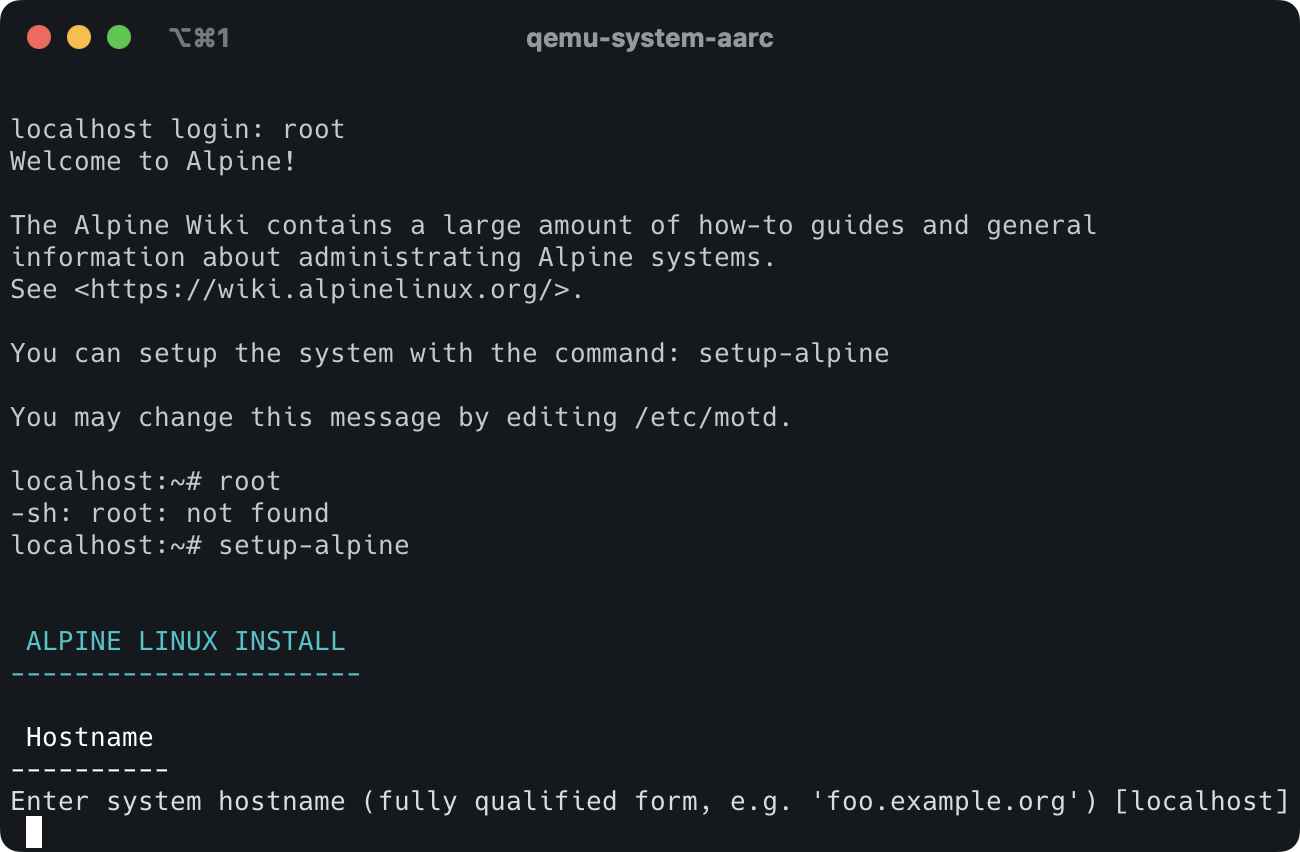 ⌥⌘1 qemu-system-aarc
localhost login: root
Welcome to Alpine!
The Alpine Wiki contains a large amount of how-to guides and general
information about administrating Alpine systems.
See <https://wiki.alpinelinux.org/>.
You can setup the system with the command: setup-alpine
You may change this message by editing /etc/motd.
localhost:~# root
-sh: root: not found
localhost:~# setup-alpine
ALPINE LINUX INSTALL
----------------------
Hostname
----------
Enter system hostname (fully qualified form, e.g. 'foo.example.org') [localhost]